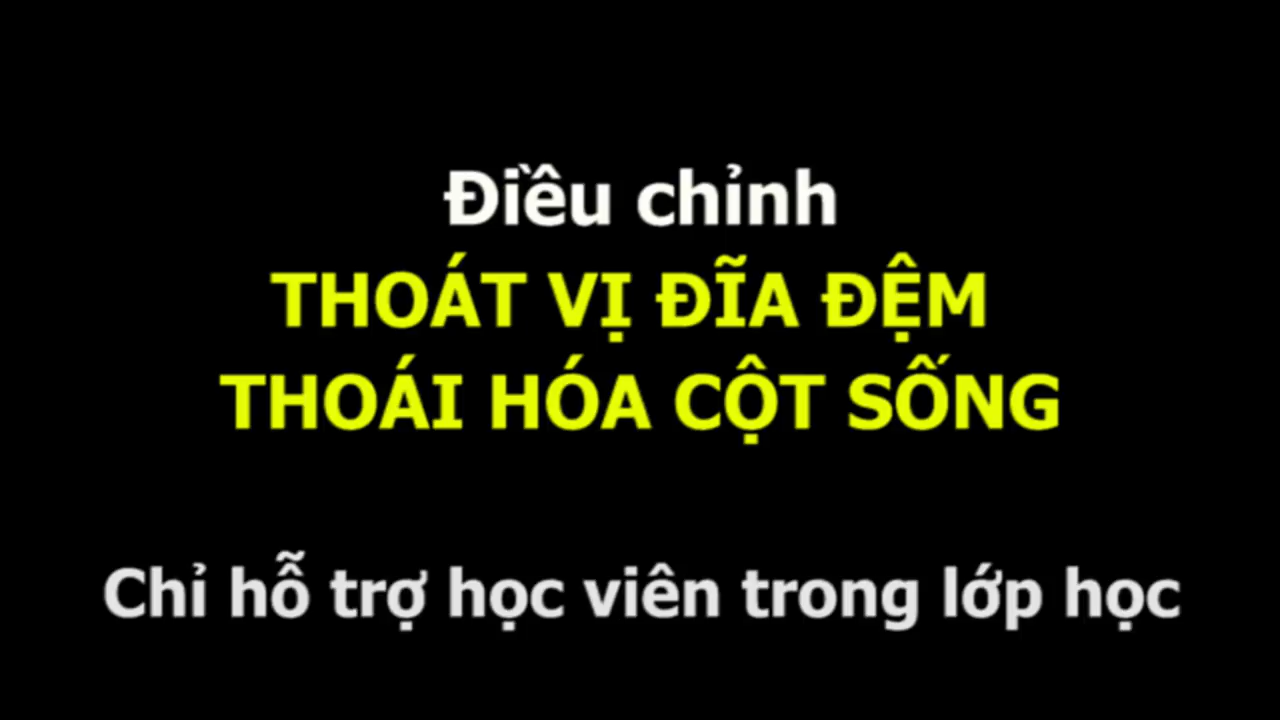 Điều chỉnh
THOÁT VỊ ĐĨA ĐỆM
THOÁI HÓA CỘT SỐNG
Chỉ hỗ trợ học viên trong lớp học